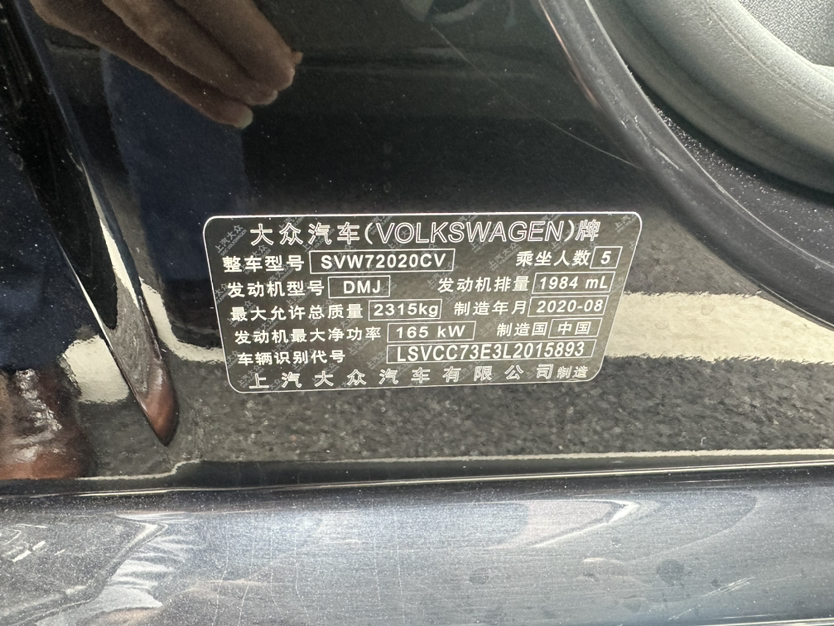 大众汽车(VOLKSWAGEN)牌
整车型号 SVW72020CV 乘坐人数 5
发动机型号 DMJ 发动机排量 1984 mL
最大允许总质量 2315kg 制造年月 2020-08
发动机最大净功率 165 kW 制造国 中国
车辆识别代号 LSVCC73E3L2015893
上汽大众汽车有限公司 制造